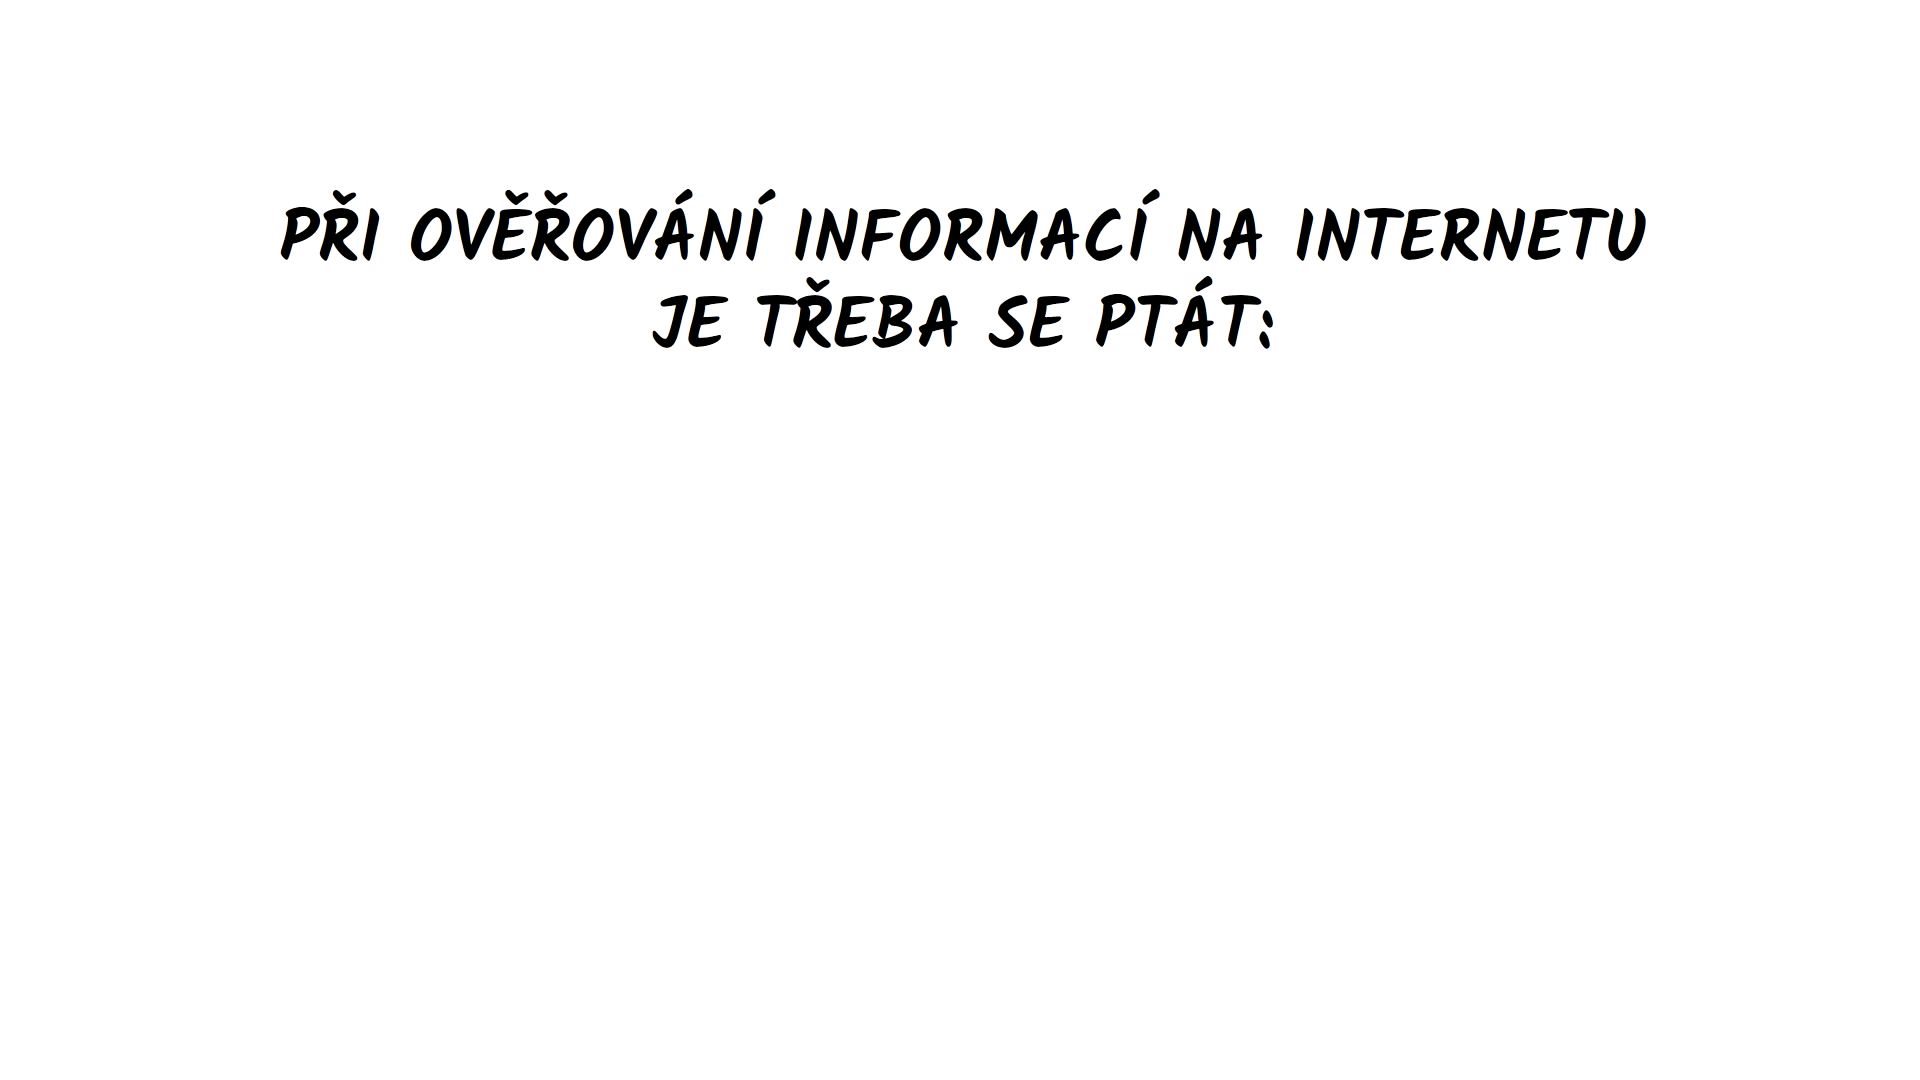 PŘI OVĚŘOVÁNÍ INFORMACÍ NA INTERNETU
JE TŘEBA SE PTÁT: